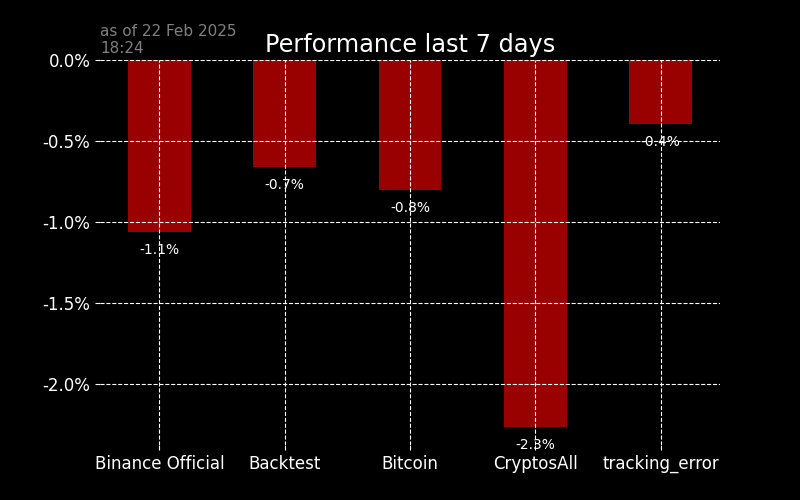 as of 22 Feb 2025
18:24
Performance last 7 days
0.0%
-0.5%
-1.0%
-1.5%
-2.0%
-1.1%
-0.7%
-0.8%
-2.3%
-0.4%
Binance Official
Backtest
Bitcoin
CryptosAll
tracking_error